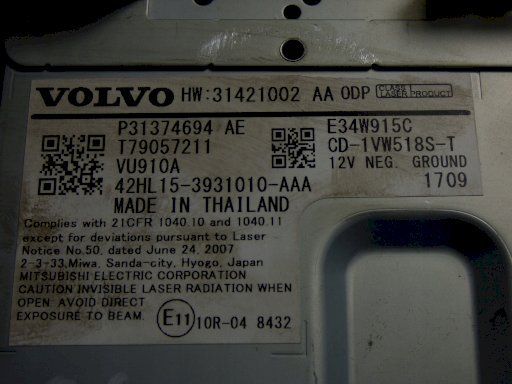 VOLVO HW:31421002 AA ODP CLASS 1 LASER PRODUCT
P31374694 AE E34W915C
T79057211 CD-1VW518S-T
VU910A 12V NEG. GROUND
42HL15-3931010-AAA 1709
MADE IN THAILAND
Complies with 21CFR 1040.10 and 1040.11
except for deviations pursuant to Laser
Notice No.50, dated June 24, 2007
2-3-33,Miwa, Sanda-city, Hyogo, Japan
MITSUBISHI ELECTRIC CORPORATION
CAUTION INVISIBLE LASER RADIATION WHEN
OPEN. AVOID DIRECT
EXPOSURE TO BEAM. E11 10R-04 8432